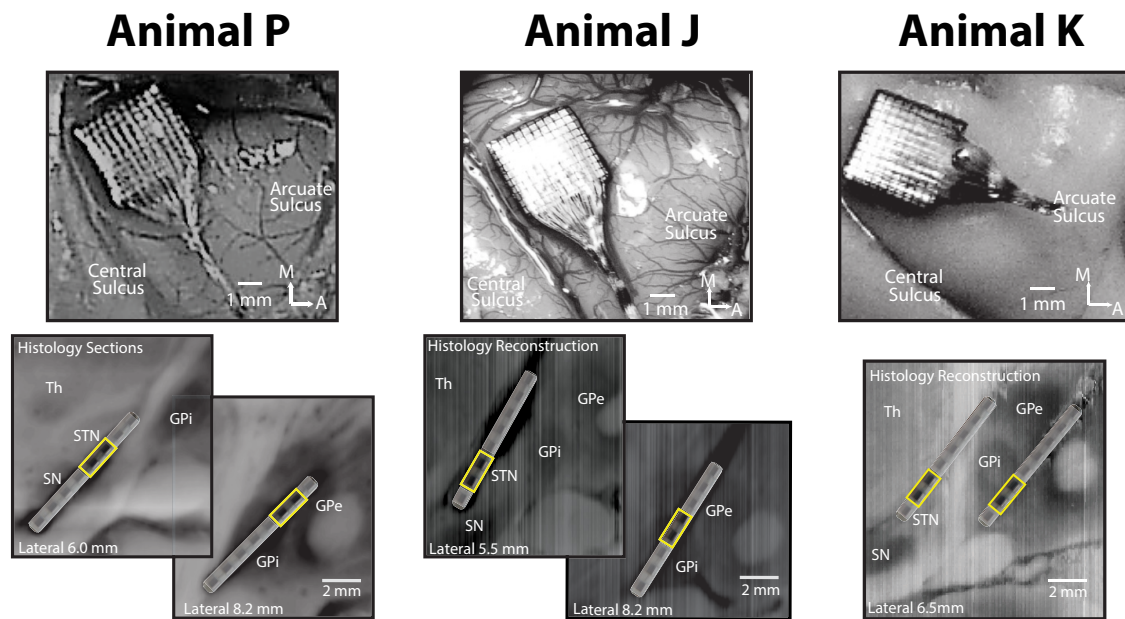 Animal P
Animal J
Animal K
Arcuate
Sulcus
Central
Sulcus
M
A
1 mm
Arcuate
Sulcus
Central
Sulcus
M
A
1 mm
Arcuate
Sulcus
Central
Sulcus
M
A
1 mm
Histology Sections
Th
GPi
STN
SN
Lateral 6.0 mm
GPe
GPi
2 mm
Lateral 8.2 mm
Histology Reconstruction
Th
GPe
GPi
STN
SN
Lateral 5.5 mm
GPe
GPi
2 mm
Lateral 8.2 mm
Histology Reconstruction
Th
GPe
GPi
STN
SN
2 mm
Lateral 6.5mm